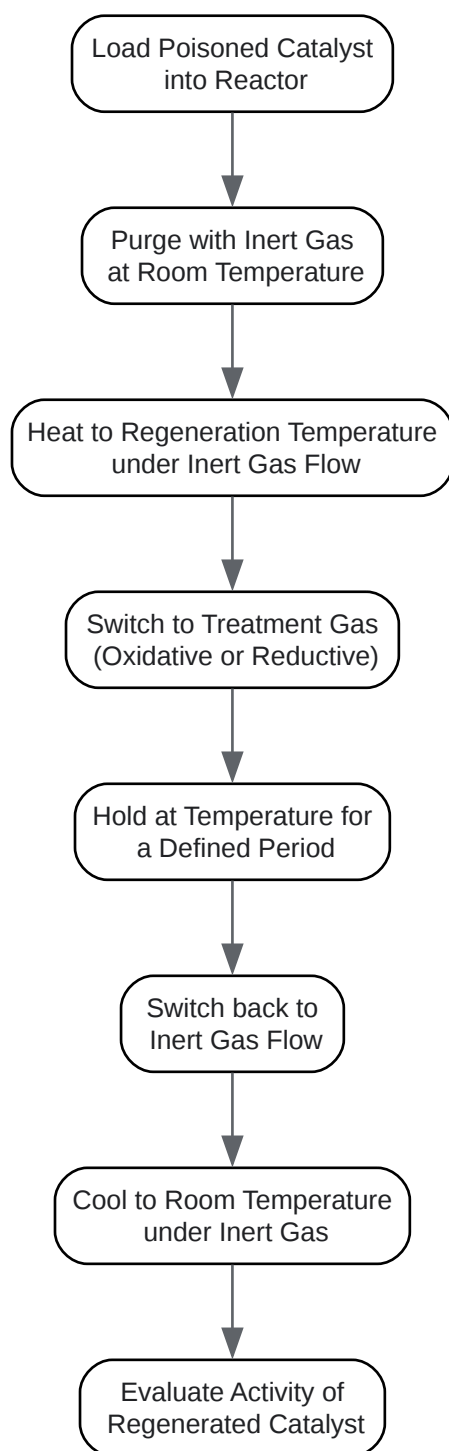 Load Poisoned Catalyst
into Reactor
Purge with Inert Gas
at Room Temperature
Heat to Regeneration Temperature
under Inert Gas Flow
Switch to Treatment Gas
(Oxidative or Reductive)
Hold at Temperature for
a Defined Period
Switch back to
Inert Gas Flow
Cool to Room Temperature
under Inert Gas
Evaluate Activity of
Regenerated Catalyst